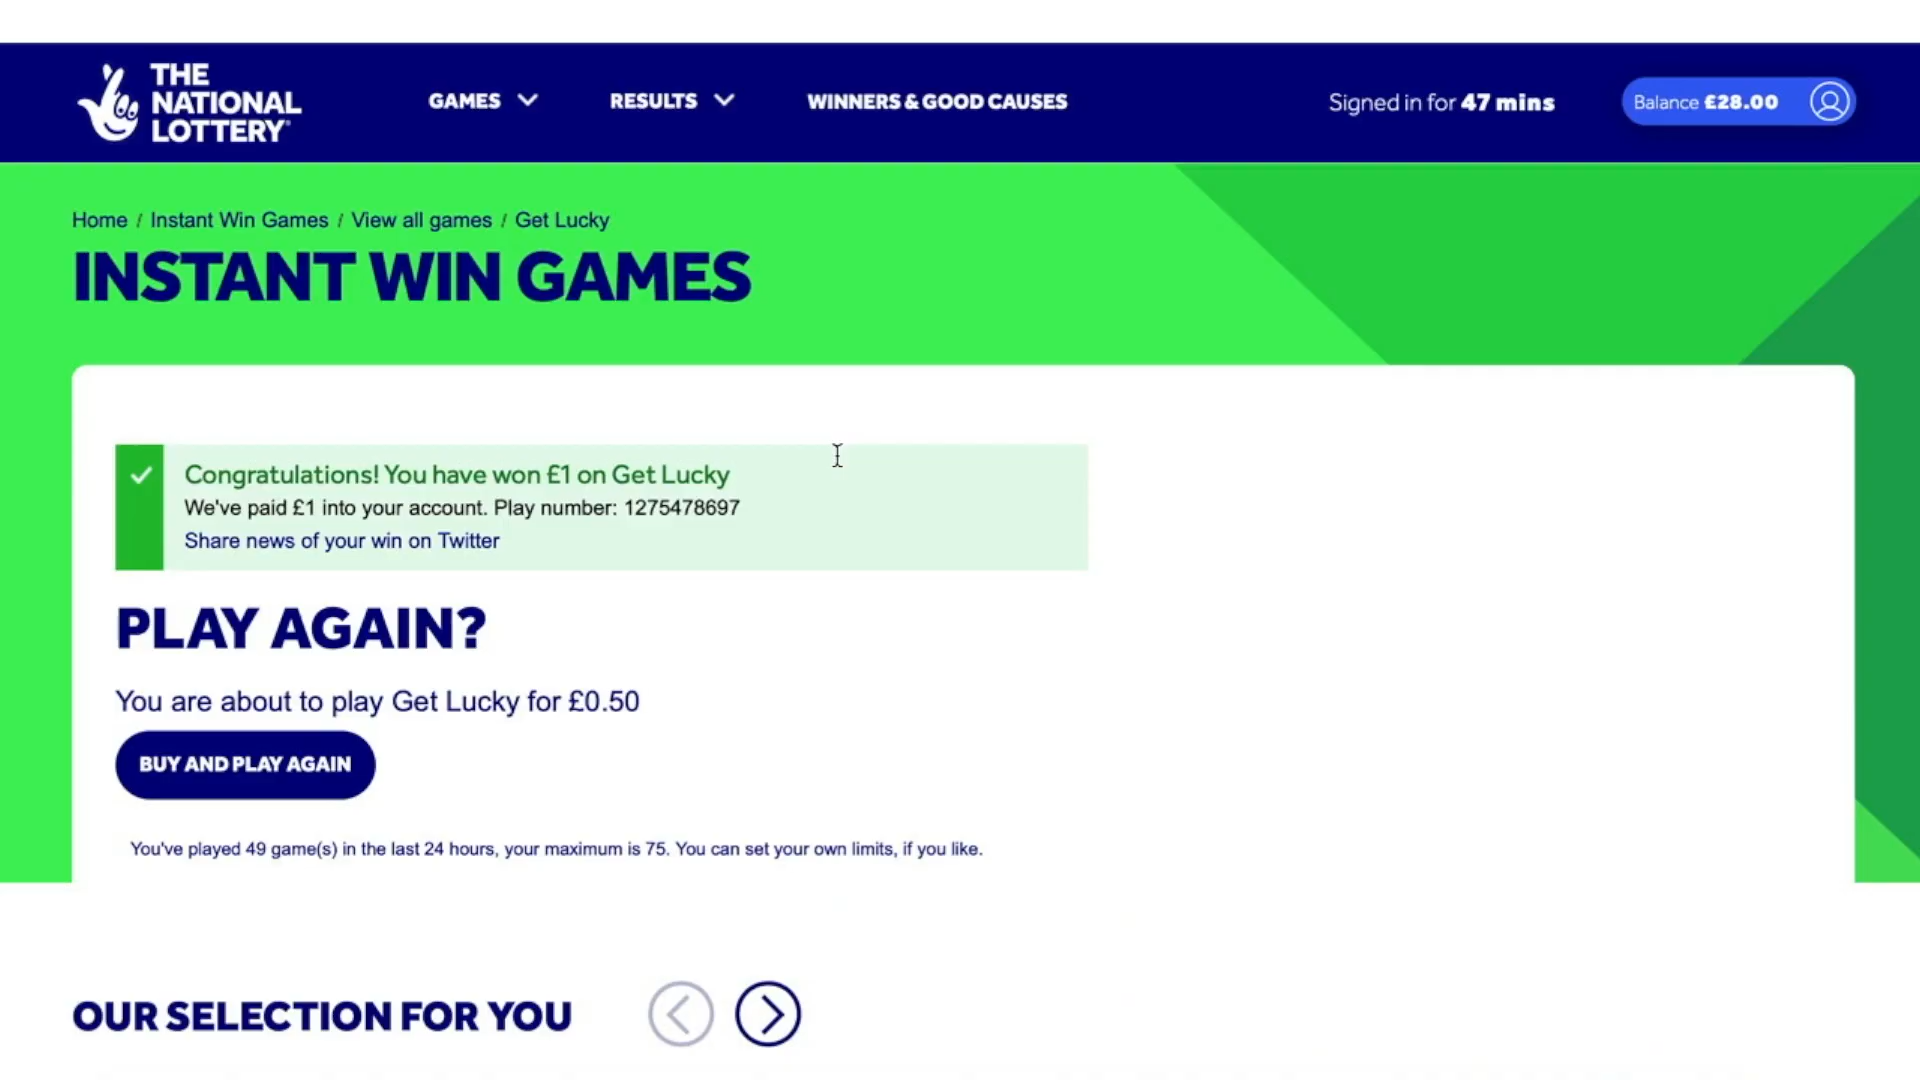 THE
NATIONAL
LOTTERY
GAMES
RESULTS
WINNERS & GOOD CAUSES
Signed in for 47 mins
Balance £28.00
Home / Instant Win Games / View all games / Get Lucky
INSTANT WIN GAMES
Congratulations! You have won £1 on Get Lucky
We've paid £1 into your account. Play number: 1275478697
Share news of your win on Twitter
PLAY AGAIN?
You are about to play Get Lucky for £0.50
BUY AND PLAY AGAIN
You've played 49 game(s) in the last 24 hours, your maximum is 75. You can set your own limits, if you like.
OUR SELECTION FOR YOU